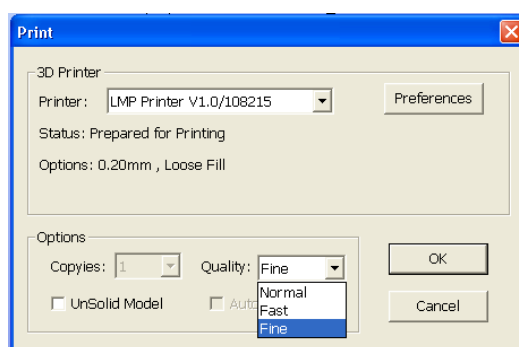 Print
3D Printer
Printer: LMP Printer V1.0/108215
Preferences
Status: Prepared for Printing
Options: 0.20mm , Loose Fill
Options
Copyies: 1 Quality: Fine
OK
Normal
UnSolid Model Auto
Fast
Cancel
Fine